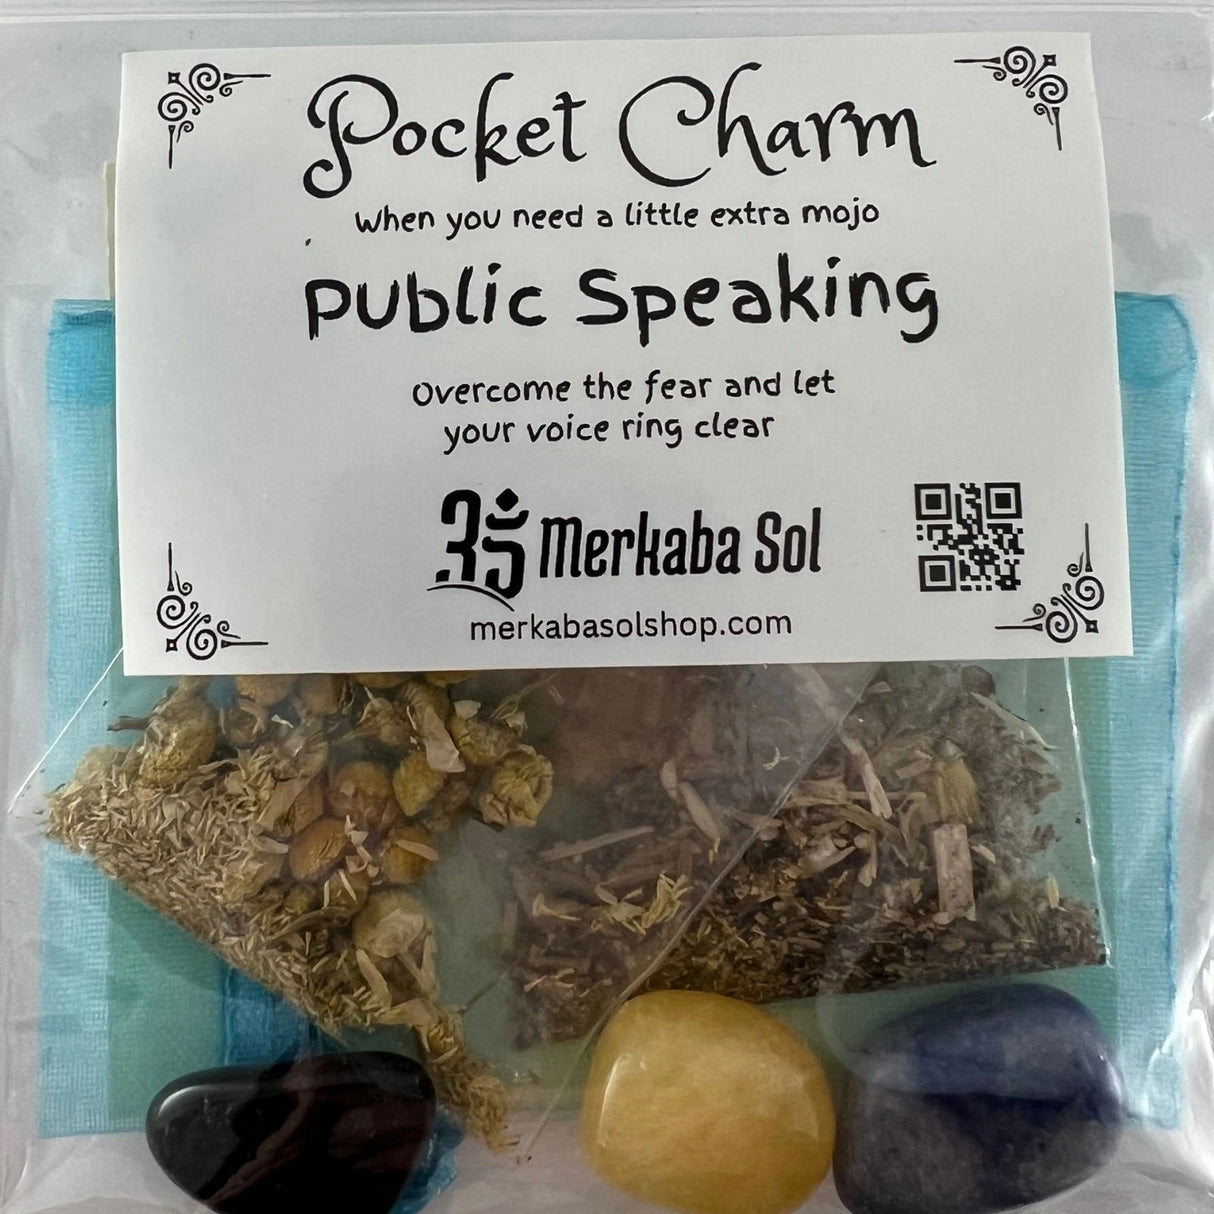 Pocket Charm
When you need a little extra mojo
Public Speaking
Overcome the fear and let
your voice ring clear
ॐ Merkaba Sol
merkabasolshop.com